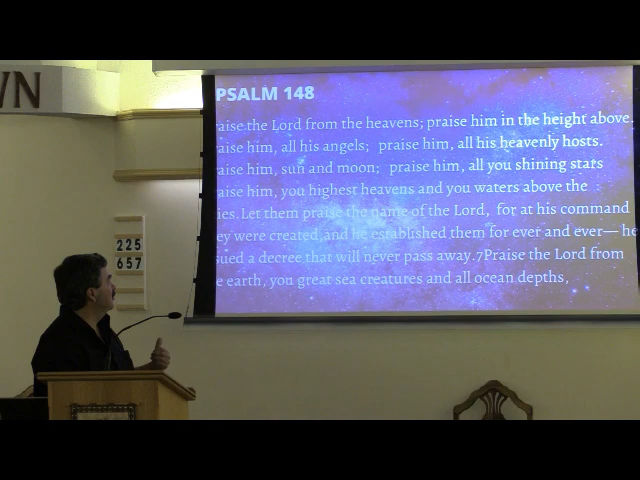 WN
225
657
PSALM 148
aise the Lord from the heavens; praise him in the height above.
aise him, all his angels; praise him, all his heavenly hosts.
aise him, sun and moon; praise him, all you shining stars
aise him, you highest heavens and you waters above the
ies. Let them praise the name of the Lord, for at his command
ey were created,and he established them for ever and ever— he
sued a decree that will never pass away.7Praise the Lord from
e earth, you great sea creatures and all ocean depths,